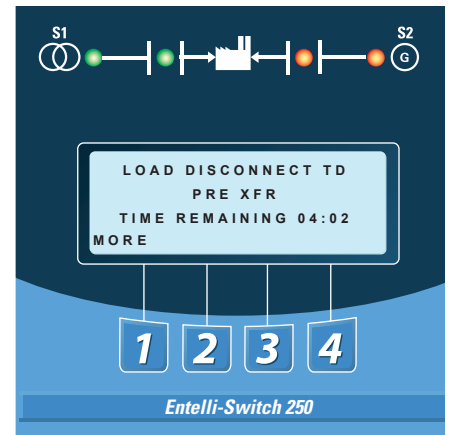 S1
S2
G
LOAD DISCONNECT TD
PRE XFR
TIME REMAINING 04:02
MORE
1 2 3 4
Entelli-Switch 250